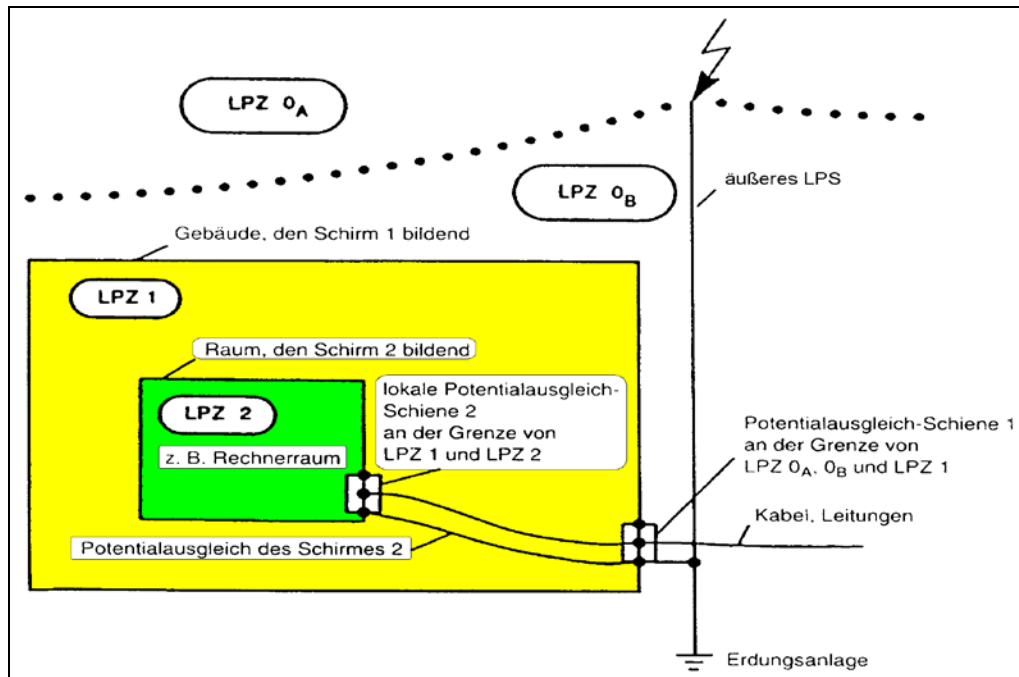 LPZ 0A
LPZ 0B
äußeres LPS
Gebäude, den Schirm 1 bildend
LPZ 1
Raum, den Schirm 2 bildend
lokale Potentialausgleich-
Schiene 2
an der Grenze von
LPZ 1 und LPZ 2
LPZ 2
z. B. Rechnerraum
Potentialausgleich-Schiene 1
an der Grenze von
LPZ 0A, 0B und LPZ 1
Kabel, Leitungen
Potentialausgleich des Schirmes 2
Erdungsanlage